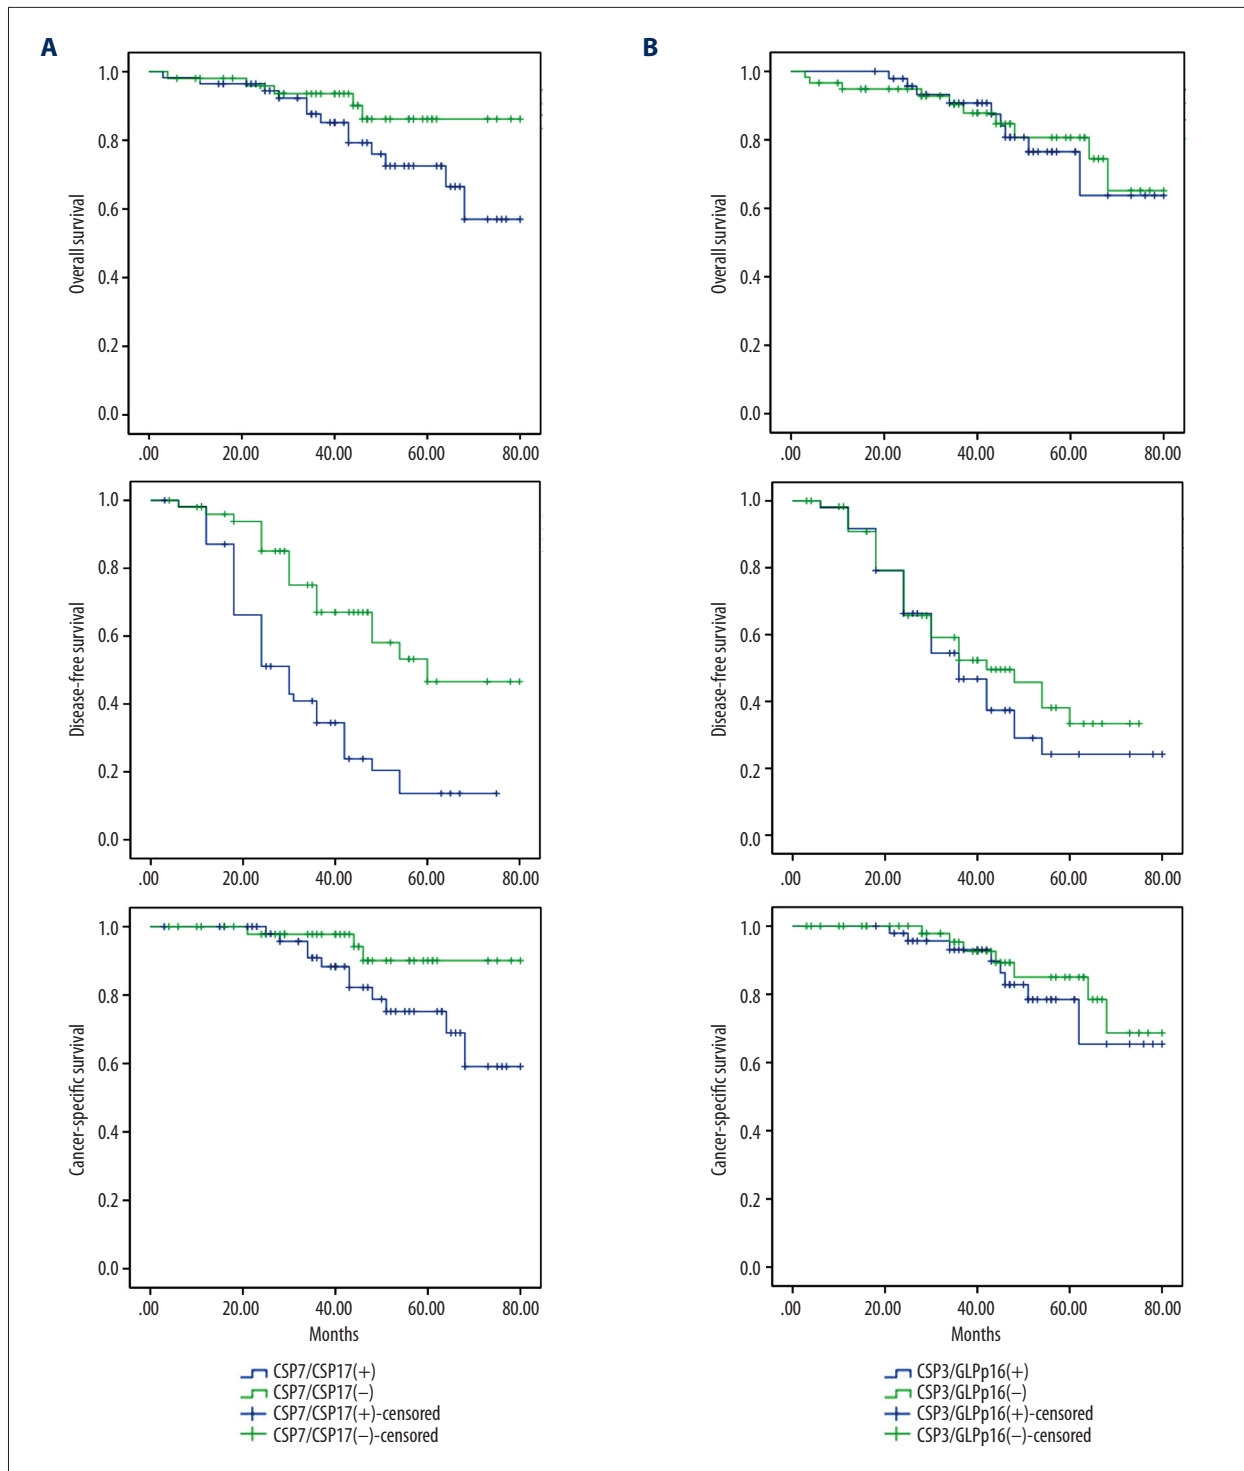 A
1.0
0.8
0.6
0.4
0.2
0.0
Overall survival
.00 20.00 40.00 60.00 80.00
1.0
0.8
0.6
0.4
0.2
0.0
Disease-free survival
.00 20.00 40.00 60.00 80.00
1.0
0.8
0.6
0.4
0.2
0.0
Cancer-specific survival
.00 20.00 40.00 60.00 80.00
Months
CSP7/CSP17(+)
CSP7/CSP17(−)
CSP7/CSP17(+)-censored
CSP7/CSP17(−)-censored
B
1.0
0.8
0.6
0.4
0.2
0.0
Overall survival
.00 20.00 40.00 60.00 80.00
1.0
0.8
0.6
0.4
0.2
0.0
Disease-free survival
.00 20.00 40.00 60.00 80.00
1.0
0.8
0.6
0.4
0.2
0.0
Cancer-specific survival
.00 20.00 40.00 60.00 80.00
Months
CSP3/GLPp16(+)
CSP3/GLPp16(−)
CSP3/GLPp16(+)-censored
CSP3/GLPp16(−)-censored